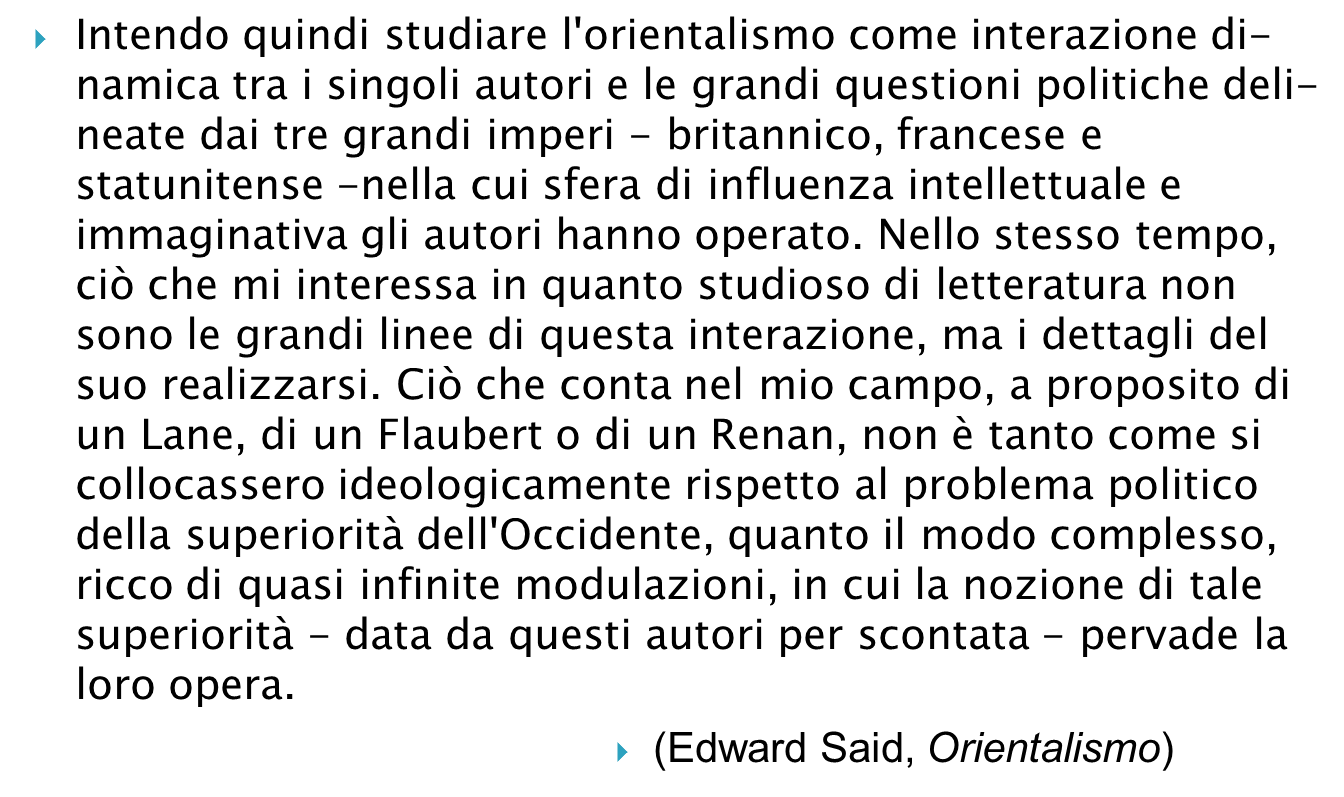 Intendo quindi studiare l'orientalismo come interazione di-
namica tra i singoli autori e le grandi questioni politiche deli-
neate dai tre grandi imperi - britannico, francese e
statunitense -nella cui sfera di influenza intellettuale e
immaginativa gli autori hanno operato. Nello stesso tempo,
ciò che mi interessa in quanto studioso di letteratura non
sono le grandi linee di questa interazione, ma i dettagli del
suo realizzarsi. Ciò che conta nel mio campo, a proposito di
un Lane, di un Flaubert o di un Renan, non è tanto come si
collocassero ideologicamente rispetto al problema politico
della superiorità dell'Occidente, quanto il modo complesso,
ricco di quasi infinite modulazioni, in cui la nozione di tale
superiorità - data da questi autori per scontata - pervade la
loro opera.
(Edward Said, Orientalismo)